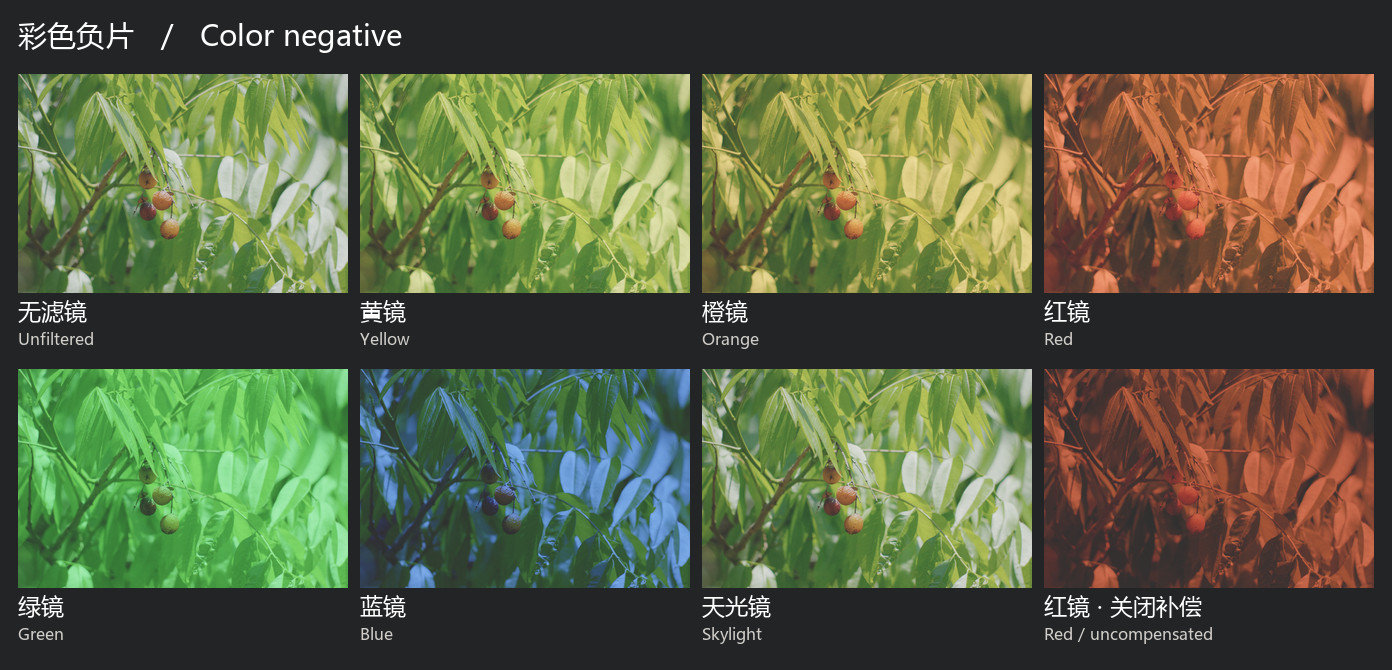 彩色负片 / Color negative
无滤镜
Unfiltered
黄镜
Yellow
橙镜
Orange
红镜
Red
绿镜
Green
蓝镜
Blue
天光镜
Skylight
红镜 · 关闭补偿
Red / uncompensated